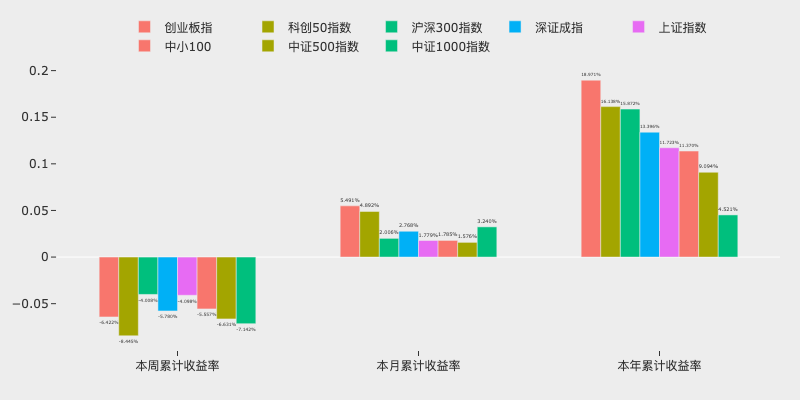 创业板指 科创50指数 沪深300指数 深证成指 上证指数
中小100 中证500指数 中证1000指数
0.2
0.15
0.1
0.05
0
−0.05
18.971% 16.138% 15.872% 13.396% 11.723% 11.370% 9.094% 4.521%
5.491% 4.892% 2.006% 2.768% 1.779% 1.785% 1.576% 3.240%
-6.422% -8.445% -4.008% -5.780% -4.098% -5.557% -6.631% -7.142%
本周累计收益率 本月累计收益率 本年累计收益率